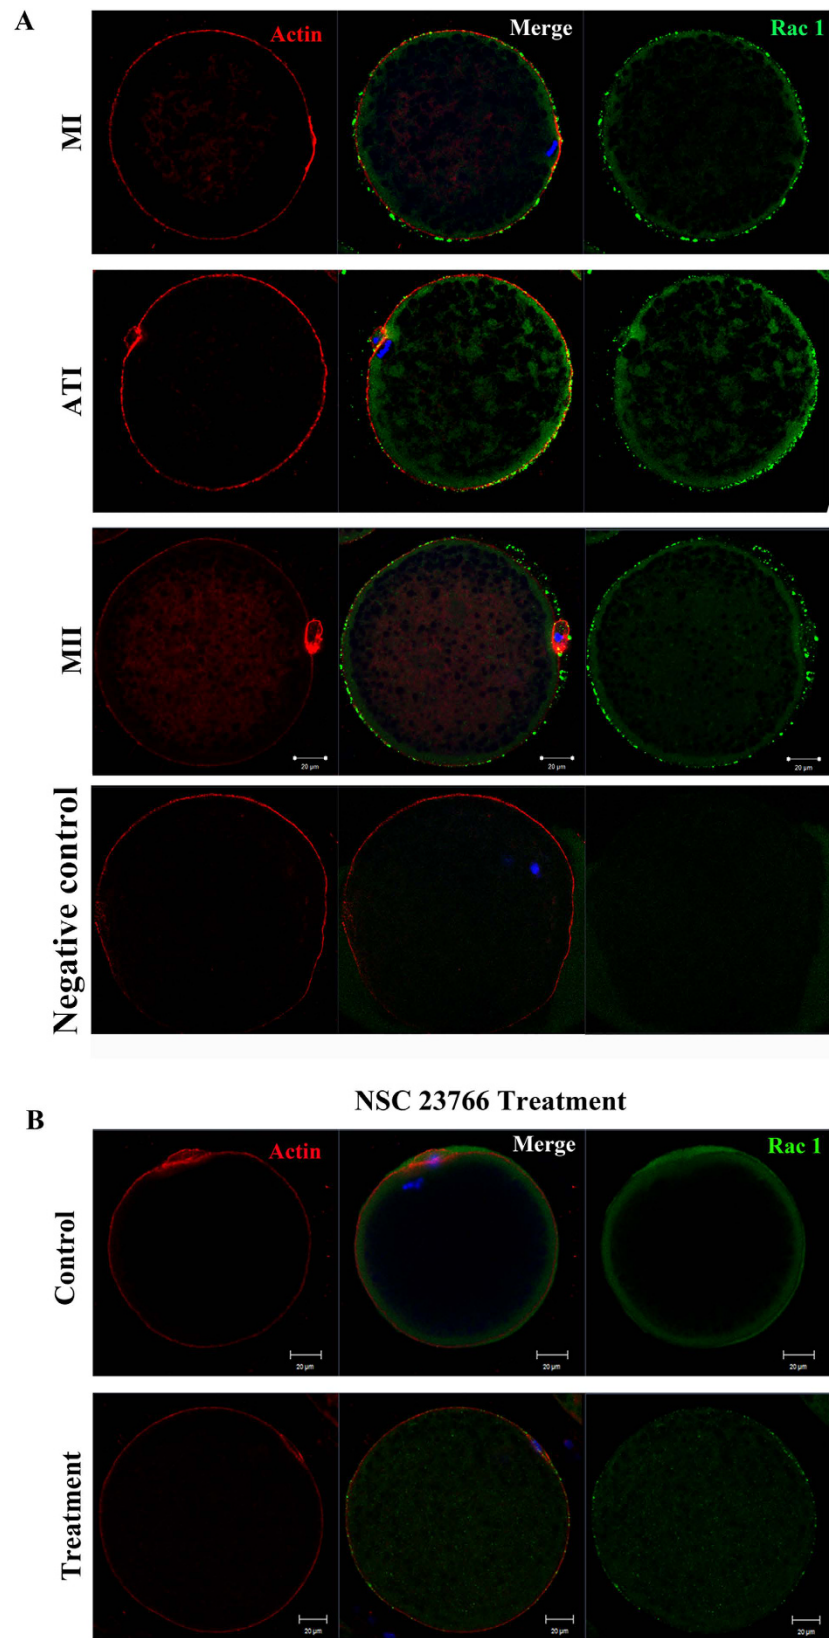 A
Actin
Merge
Rac 1
MI
ATI
MII
20 μm
20 μm
20 μm
Negative control
NSC 23766 Treatment
B
Actin
Merge
Rac 1
Control
20 μm
20 μm
20 μm
Treatment
20 μm
20 μm
20 μm